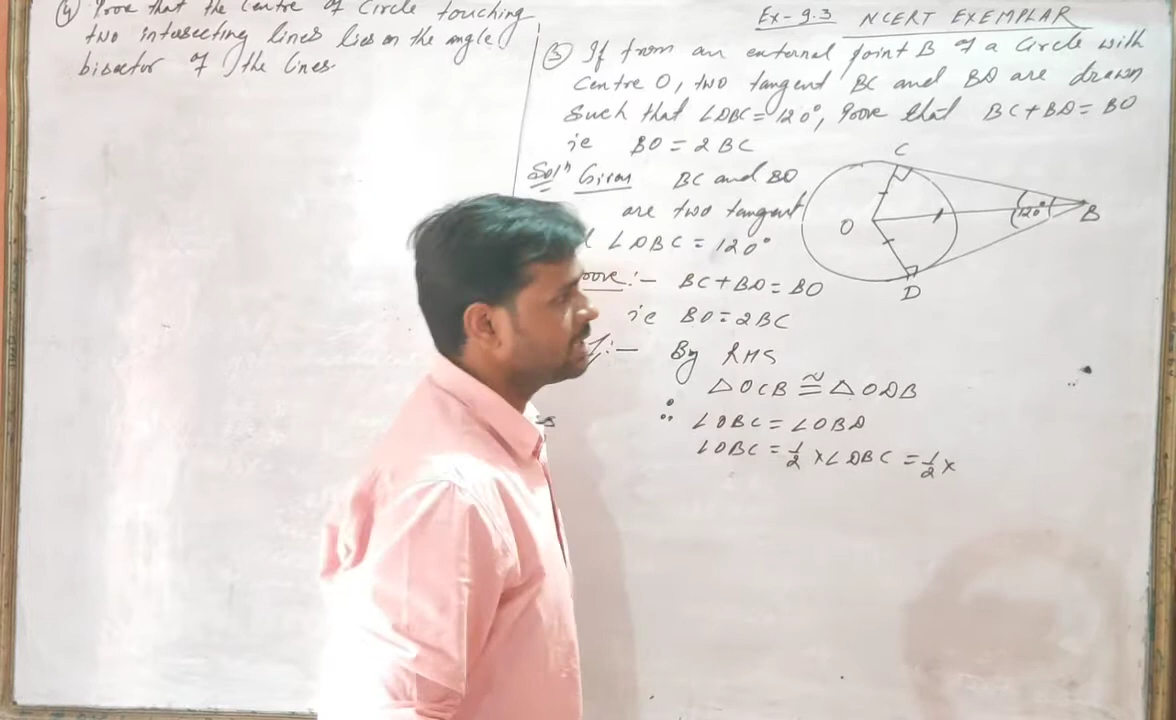 (4) Prove that the Centre of Circle touching
two intersecting lines lies on the angle
bisector of the lines.
Ex-9.3 NCERT EXEMPLAR
(3) If from an external point B of a Circle with
Centre O, two tangent BC and BD are drawn
Such that ∠DBC = 120°, prove that BC + BD = BO
ie BO = 2BC
Solⁿ Given BC and BD
are two tangent
∠DBC = 120°
:- BC + BD = BO
ie BO = 2BC
:- By RHS
△OCB ≅ △ODB
∴ ∠OBC = ∠OBD
∠OBC = 1/2 × ∠DBC = 1/2 ×
C
O
120°
B
D